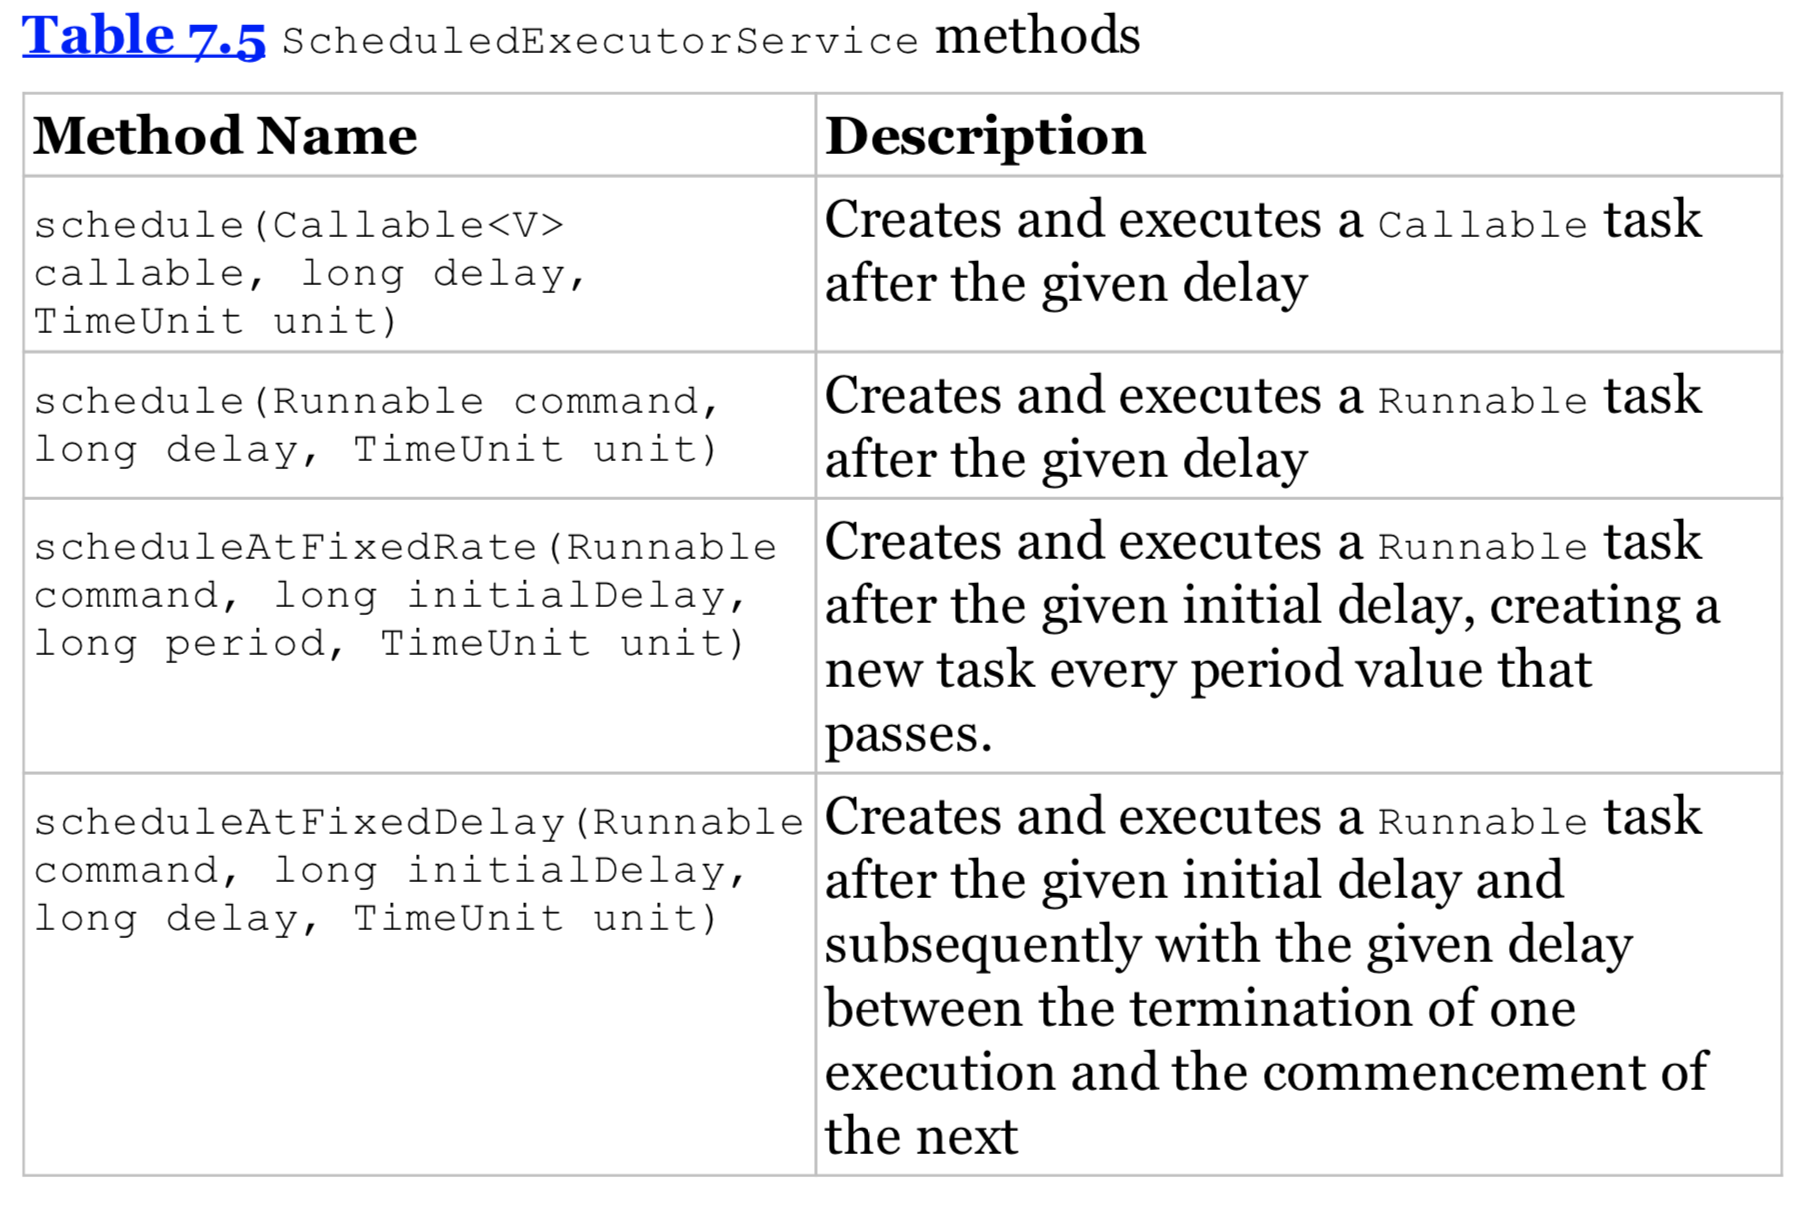 Table 7.5 ScheduledExecutorService methods
Method Name
Description
schedule(Callable<V>
callable, long delay,
TimeUnit unit)
Creates and executes a Callable task
after the given delay
schedule(Runnable command,
long delay, TimeUnit unit)
Creates and executes a Runnable task
after the given delay
scheduleAtFixedRate(Runnable
command, long initialDelay,
long period, TimeUnit unit)
Creates and executes a Runnable task
after the given initial delay, creating a
new task every period value that
passes.
scheduleAtFixedDelay(Runnable
command, long initialDelay,
long delay, TimeUnit unit)
Creates and executes a Runnable task
after the given initial delay and
subsequently with the given delay
between the termination of one
execution and the commencement of
the next